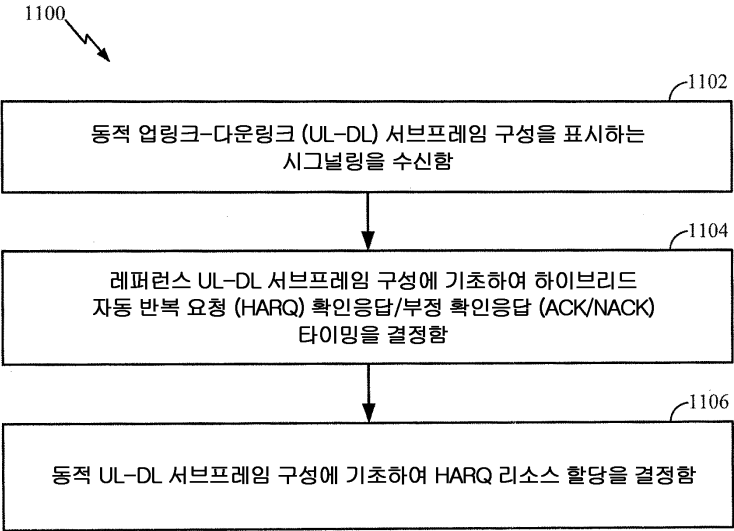 1100
1102
동적 업링크-다운링크 (UL-DL) 서브프레임 구성을 표시하는
시그널링을 수신함
1104
레퍼런스 UL-DL 서브프레임 구성에 기초하여 하이브리드
자동 반복 요청 (HARQ) 확인응답/부정 확인응답 (ACK/NACK)
타이밍을 결정함
1106
동적 UL-DL 서브프레임 구성에 기초하여 HARQ 리소스 할당을 결정함